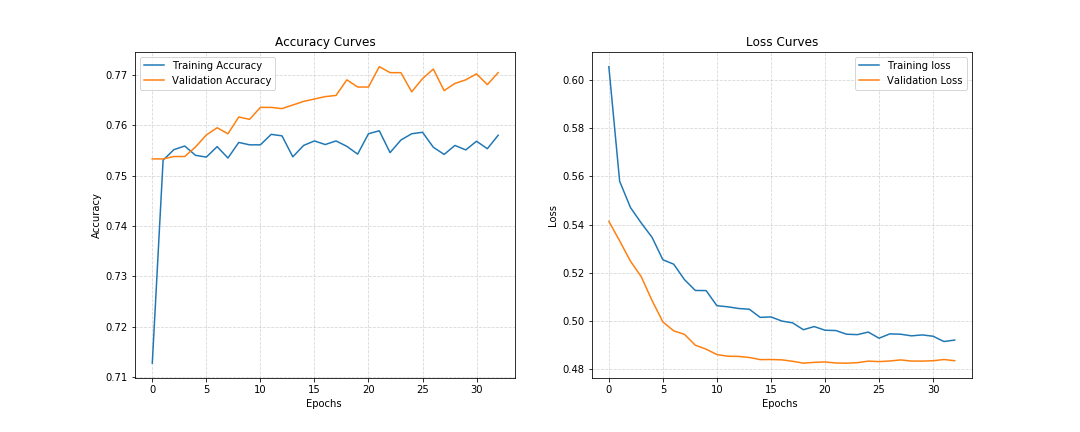 Accuracy Curves
Training Accuracy
Validation Accuracy
0.77
0.76
0.75
0.74
0.73
0.72
0.71
Accuracy
0 5 10 15 20 25 30
Epochs
Loss Curves
Training loss
Validation Loss
0.60
0.58
0.56
0.54
0.52
0.50
0.48
Loss
0 5 10 15 20 25 30
Epochs